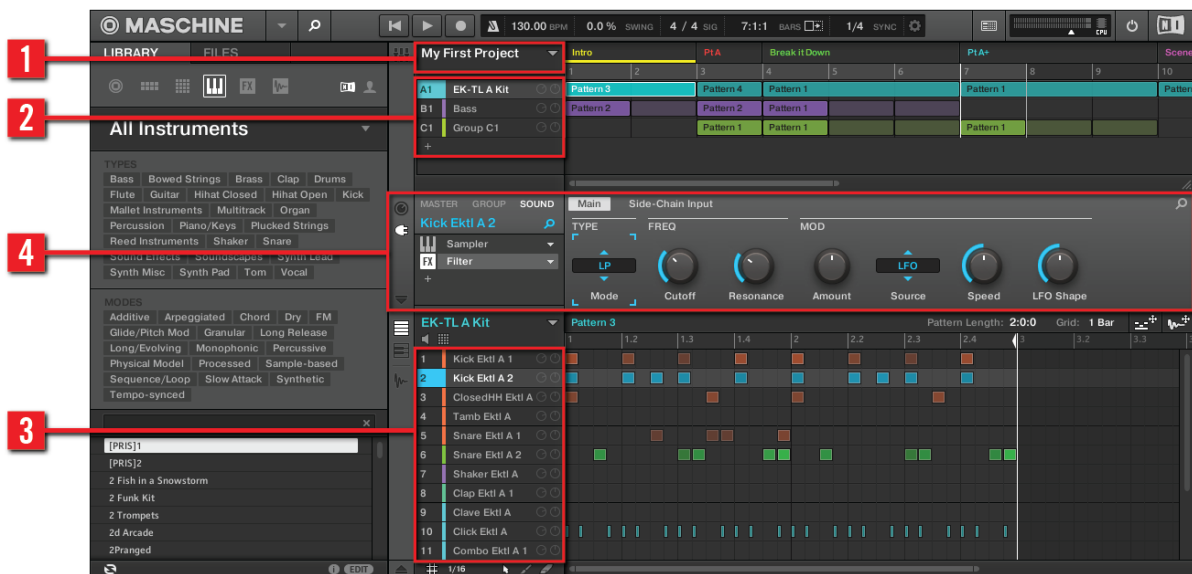 MASCHINE
130.00 BPM 0.0 % SWING 4 / 4 SIG 7:1:1 BARS 1/4 SYNC
CPU
1
LIBRARY FILES
My First Project
Intro Pt A Break it Down Pt A+ Scene
1 2 3 4 5 6 7 8 9 10
2
A1 EK-TL A Kit
Pattern 3 Pattern 4 Pattern 1 Pattern 1 Pattern
B1 Bass
Pattern 2 Pattern 2 Pattern 1
C1 Group C1
Pattern 1 Pattern 1 Pattern 1
+
FX
All Instruments
TYPES
Bass Bowed Strings Brass Clap Drums
Flute Guitar Hihat Closed Hihat Open Kick
Mallet Instruments Multitrack Organ
Percussion Piano/Keys Plucked Strings
Reed Instruments Shaker Snare
Sound Effects Soundscapes Synth Lead
Synth Misc Synth Pad Tom Vocal
4
MASTER GROUP SOUND
Kick Ektl A 2
Sampler
FX Filter
+
Main Side-Chain Input
TYPE FREQ MOD
LP LFO
Mode Cutoff Resonance Amount Source Speed LFO Shape
MODES
Additive Arpeggiated Chord Dry FM
Glide/Pitch Mod Granular Long Release
Long/Evolving Monophonic Percussive
Physical Model Processed Sample-based
Sequence/Loop Slow Attack Synthetic
Tempo-synced
3
[PRIS]1
[PRIS]2
2 Fish in a Snowstorm
2 Funk Kit
2 Trompets
2d Arcade
2Pranged
EDIT
EK-TL A Kit
Pattern 3
Pattern Length: 2:0:0 Grid: 1 Bar
1 1.2 1.3 1.4 2 2.2 2.3 2.4 3 3.2 3.3
1 Kick Ektl A 1
2 Kick Ektl A 2
3 ClosedHH Ektl A
4 Tamb Ektl A
5 Snare Ektl A 1
6 Snare Ektl A 2
7 Shaker Ektl A
8 Clap Ektl A 1
9 Clave Ektl A
10 Click Ektl A
11 Combo Ektl A 1
1/16